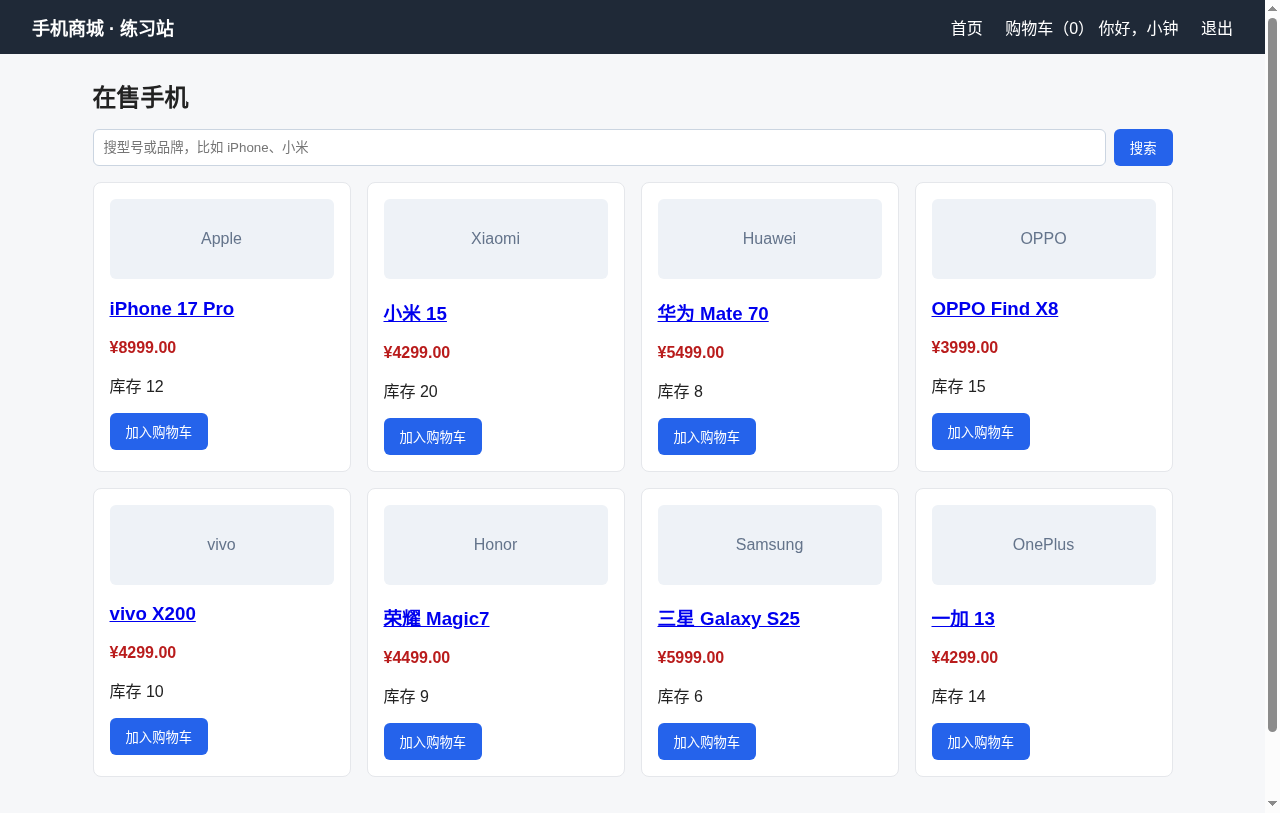 手机商城 · 练习站
首页 购物车（0） 你好，小钟 退出
在售手机
搜型号或品牌，比如 iPhone、小米
搜索
Apple
iPhone 17 Pro
¥8999.00
库存 12
加入购物车
Xiaomi
小米 15
¥4299.00
库存 20
加入购物车
Huawei
华为 Mate 70
¥5499.00
库存 8
加入购物车
OPPO
OPPO Find X8
¥3999.00
库存 15
加入购物车
vivo
vivo X200
¥4299.00
库存 10
加入购物车
Honor
荣耀 Magic7
¥4499.00
库存 9
加入购物车
Samsung
三星 Galaxy S25
¥5999.00
库存 6
加入购物车
OnePlus
一加 13
¥4299.00
库存 14
加入购物车